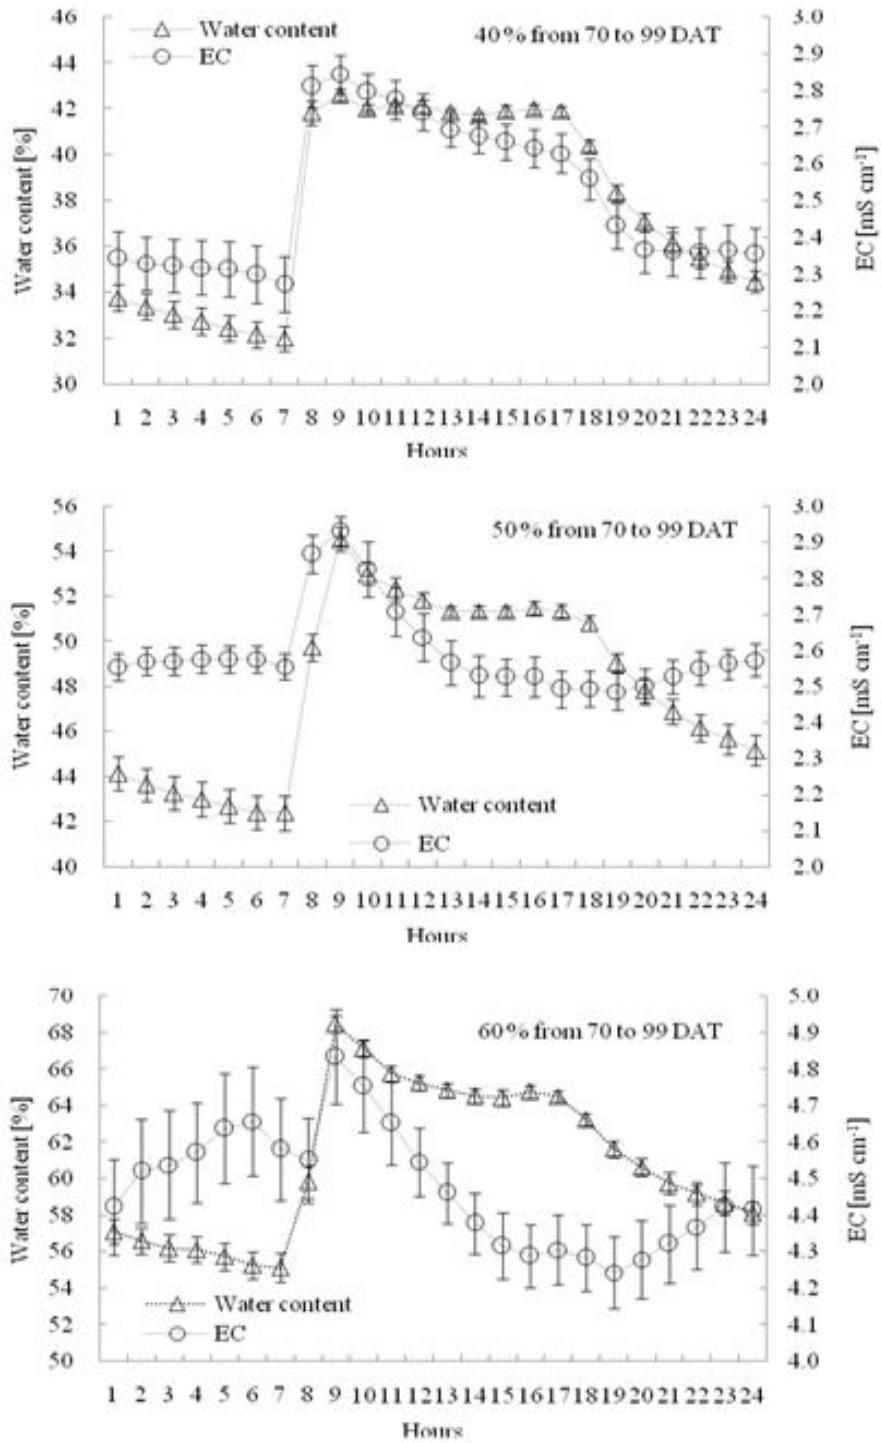 46
44
42
40
38
36
34
32
30
Water content [%]
Water content
EC
40% from 70 to 99 DAT
3.0
2.9
2.8
2.7
2.6
2.5
2.4
2.3
2.2
2.1
2.0
EC [mS cm-1]
1 2 3 4 5 6 7 8 9 10 11 12 13 14 15 16 17 18 19 20 21 22 23 24
Hours
56
54
52
50
48
46
44
42
40
Water content [%]
50% from 70 to 99 DAT
Water content
EC
3.0
2.9
2.8
2.7
2.6
2.5
2.4
2.3
2.2
2.1
2.0
EC [mS cm-1]
1 2 3 4 5 6 7 8 9 10 11 12 13 14 15 16 17 18 19 20 21 22 23 24
Hours
70
68
66
64
62
60
58
56
54
52
50
Water content [%]
60% from 70 to 99 DAT
Water content
EC
5.0
4.9
4.8
4.7
4.6
4.5
4.4
4.3
4.2
4.1
4.0
EC [mS cm-1]
1 2 3 4 5 6 7 8 9 10 11 12 13 14 15 16 17 18 19 20 21 22 23 24
Hours